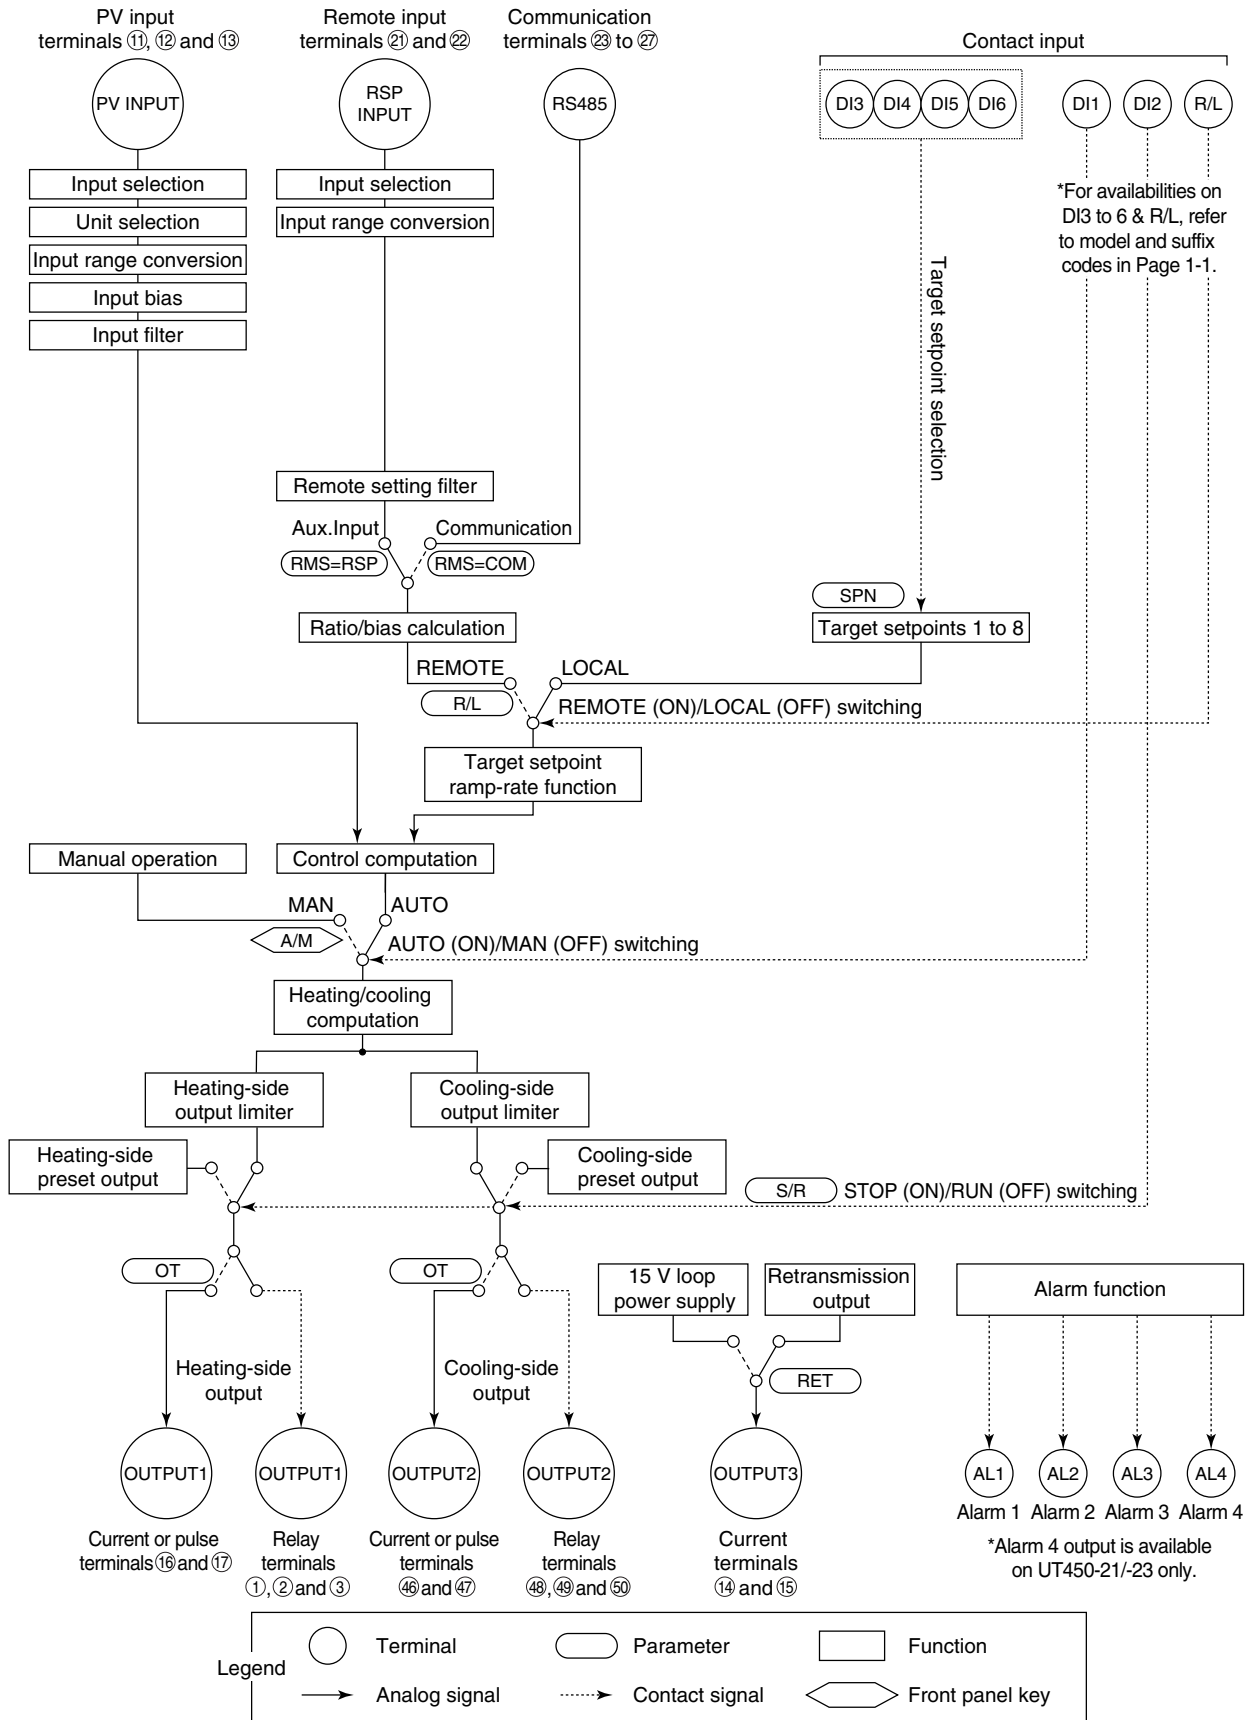 PV input
terminals ⑪, ⑫ and ⑬
Remote input
terminals ㉑ and ㉒
Communication
terminals ㉓ to ㉗
Contact input
PV INPUT
RSP
INPUT
RS485
DI3
DI4
DI5
DI6
DI1
DI2
R/L
Input selection
Unit selection
Input range conversion
Input bias
Input filter
Input selection
Input range conversion
*For availabilities on
DI3 to 6 & R/L, refer
to model and suffix
codes in Page 1-1.
Target setpoint selection
Remote setting filter
Aux.Input
Communication
RMS=RSP
RMS=COM
SPN
Ratio/bias calculation
Target setpoints 1 to 8
REMOTE
LOCAL
R/L
REMOTE (ON)/LOCAL (OFF) switching
Target setpoint
ramp-rate function
Manual operation
Control computation
MAN
AUTO
A/M
AUTO (ON)/MAN (OFF) switching
Heating/cooling
computation
Heating-side
output limiter
Cooling-side
output limiter
Heating-side
preset output
Cooling-side
preset output
S/R
STOP (ON)/RUN (OFF) switching
OT
OT
15 V loop
power supply
Retransmission
output
Alarm function
Heating-side
output
Cooling-side
output
RET
OUTPUT1
OUTPUT1
OUTPUT2
OUTPUT2
OUTPUT3
AL1
AL2
AL3
AL4
Alarm 1
Alarm 2
Alarm 3
Alarm 4
Current or pulse
terminals ⑯ and ⑰
Relay
terminals
①, ② and ③
Current or pulse
terminals
㊻ and ㊼
Relay
terminals
㊽, ㊾ and ㊿
Current
terminals
⑭ and ⑮
*Alarm 4 output is available
on UT450-21/-23 only.
Legend
Terminal
Parameter
Function
Analog signal
Contact signal
Front panel key